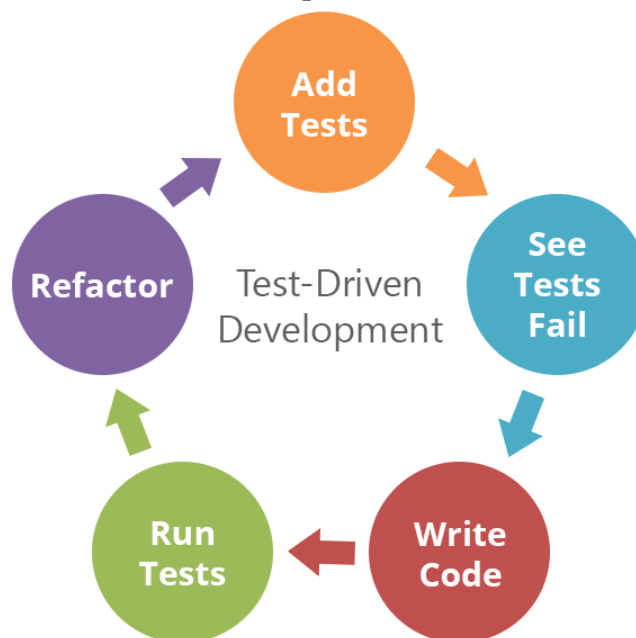 Add
Tests
See
Tests
Fail
Write
Code
Run
Tests
Refactor
Test-Driven
Development